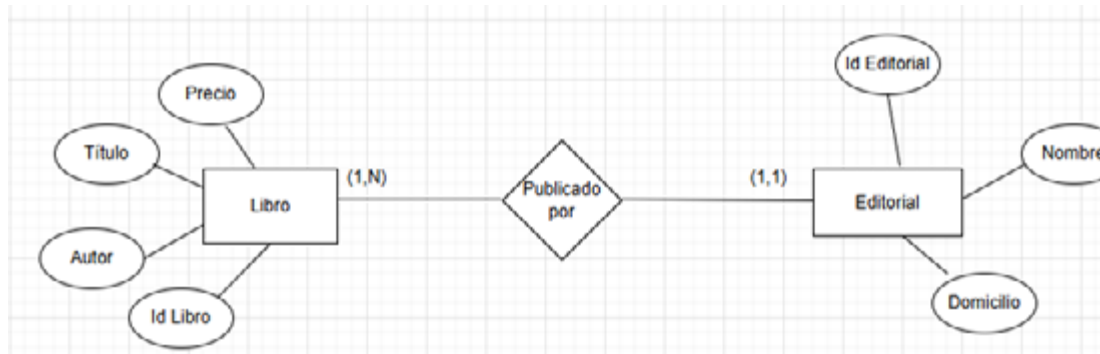 Id Editorial
Precio
Título
Nombre
(1,N)
Publicado
por
(1,1)
Libro
Editorial
Autor
Id Libro
Domicilio